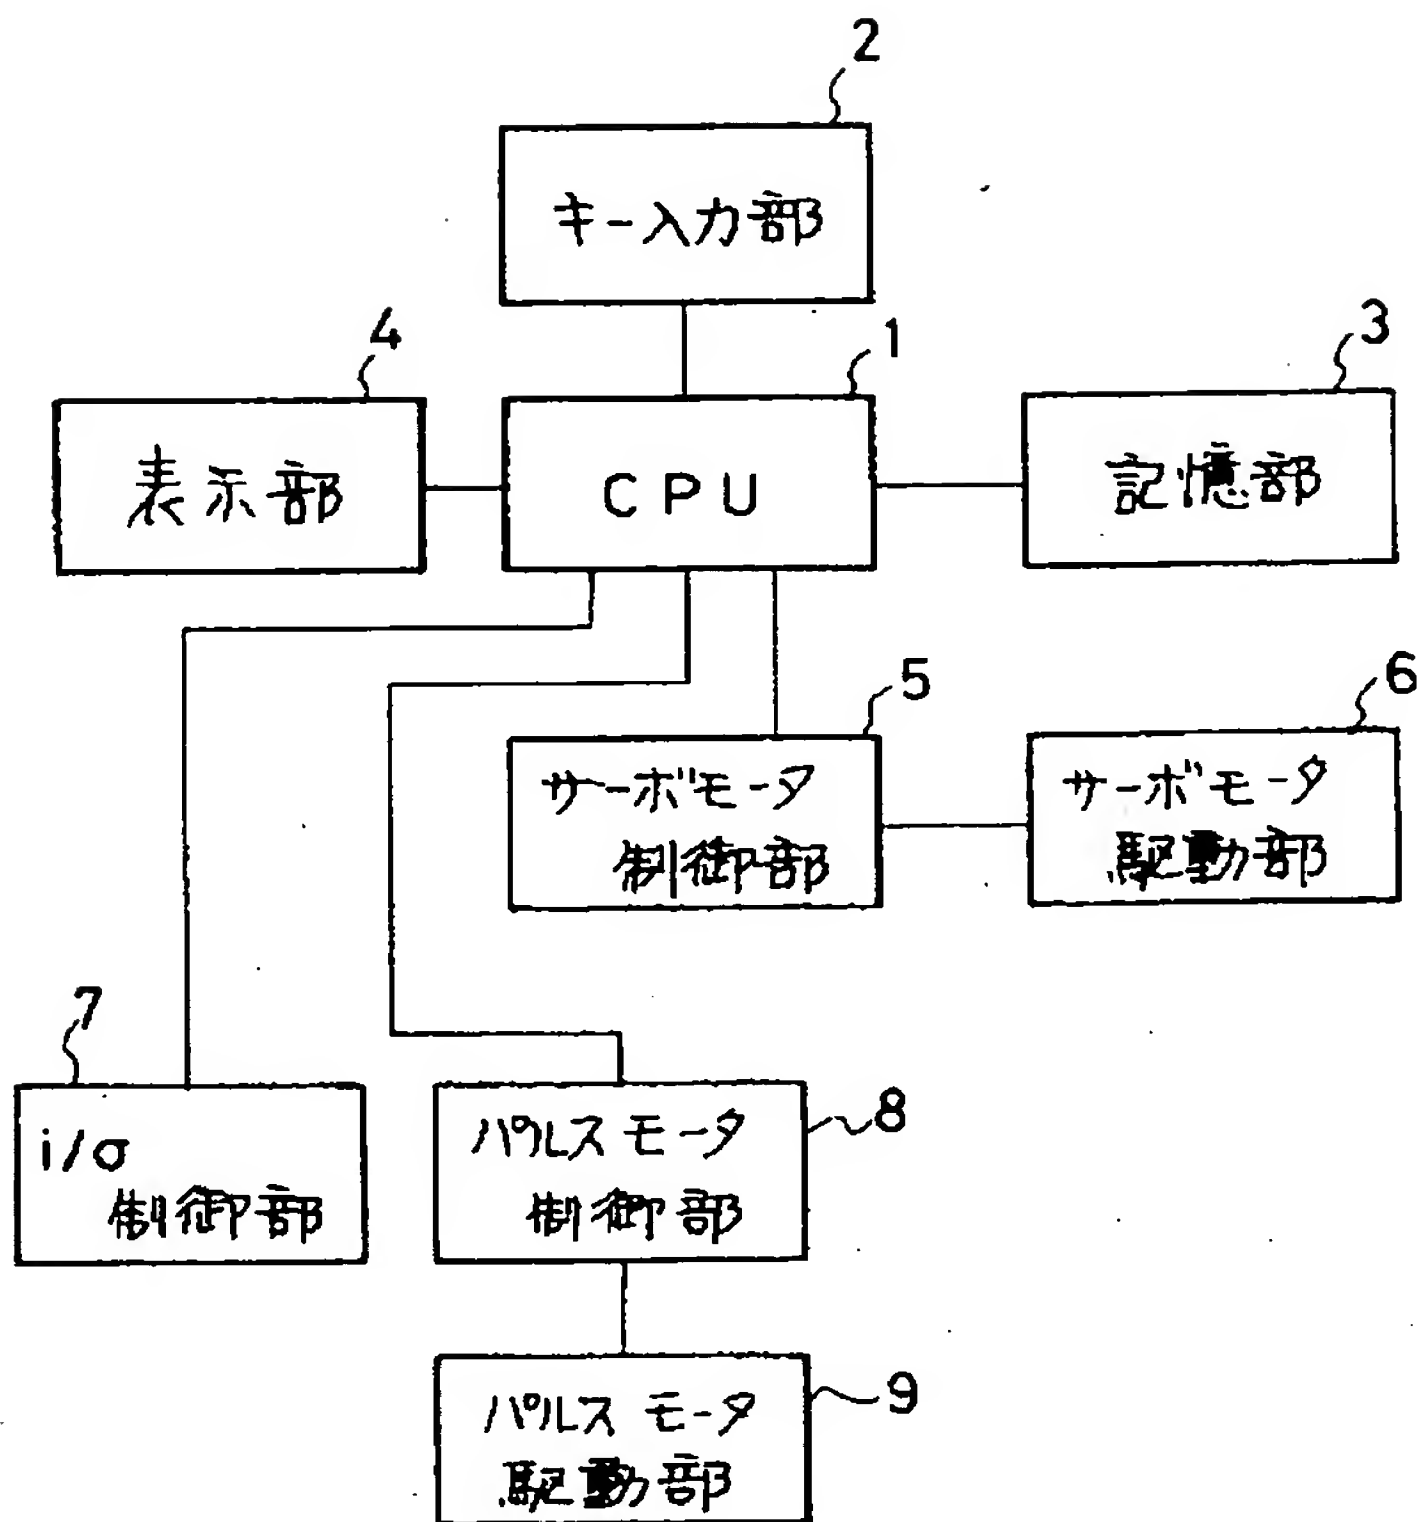 2
キー入力部
4
1
3
表示部
CPU
記憶部
5
6
サーボモータ
制御部
サーボモータ
駆動部
7
i/o
制御部
8
パルスモータ
制御部
9
パルスモータ
駆動部